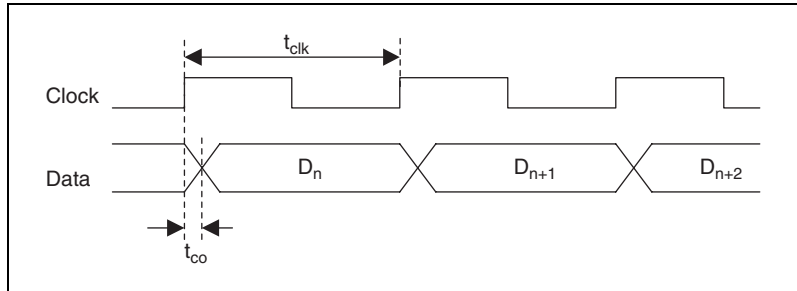 t_clk
Clock
Data
D_n
D_n+1
D_n+2
t_co